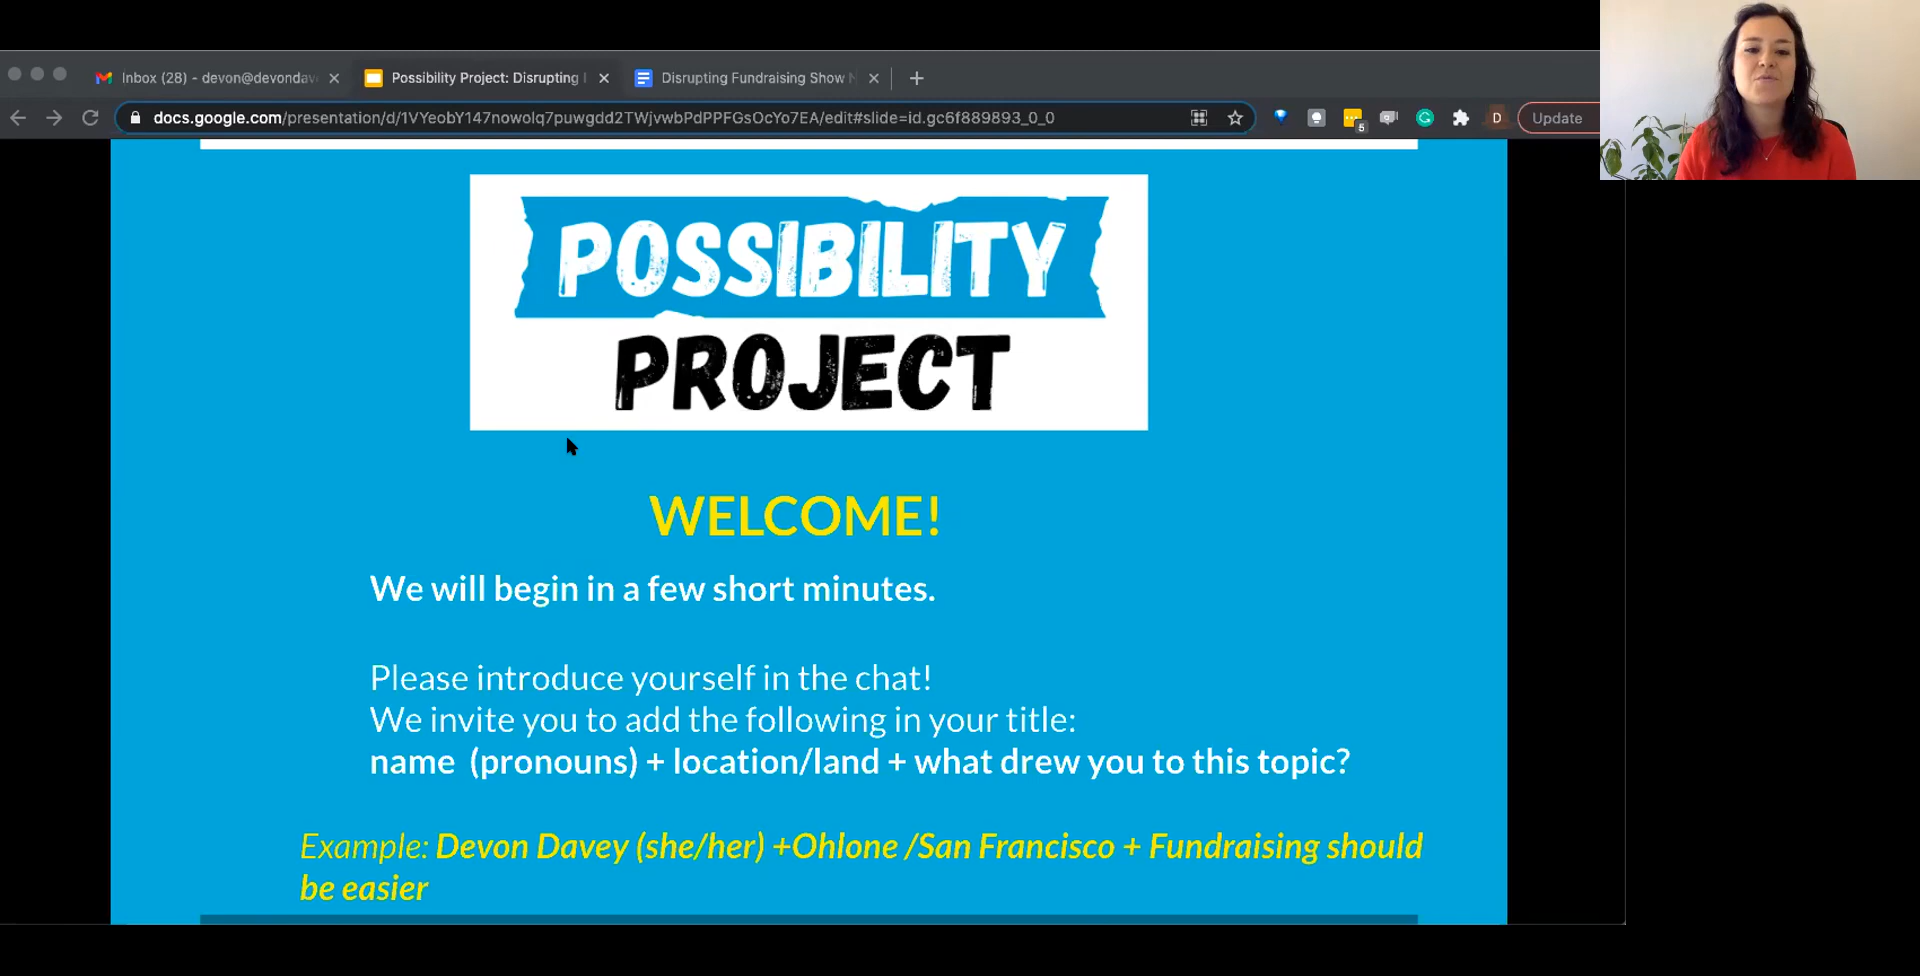 Inbox (28) - devon@devondav
Possibility Project: Disrupting
Disrupting Fundraising Show
docs.google.com/presentation/d/1VYeobY147nowolq7puwgdd2TWjvwbPdPPFGsOcYo7EA/edit#slide=id.gc6f889893_0_0
5
D
Update
POSSIBILITY
PROJECT
WELCOME!
We will begin in a few short minutes.
Please introduce yourself in the chat!
We invite you to add the following in your title:
name (pronouns) + location/land + what drew you to this topic?
Example: Devon Davey (she/her) +Ohlone /San Francisco + Fundraising should
be easier